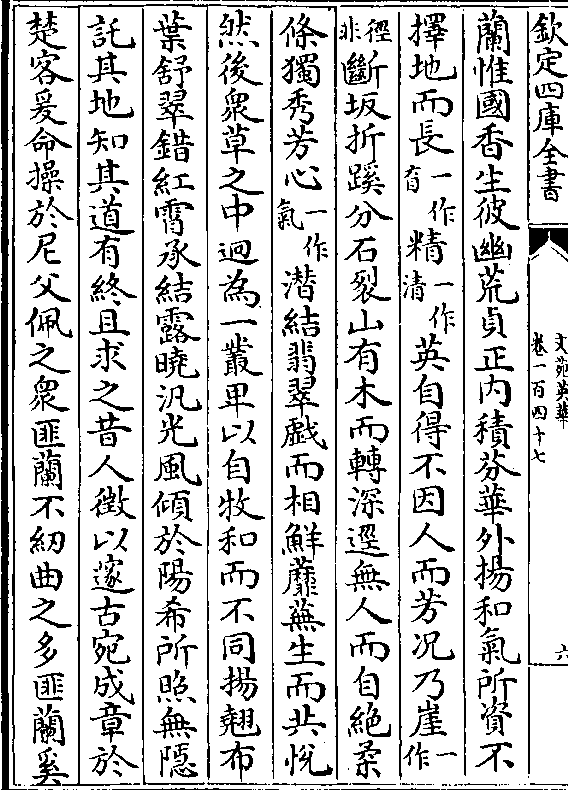 欽定四庫全書
文苑英華
卷一百四十七
六
蘭惟國香生彼幽荒貞正内積芬華外揚和氣所資不
擇地而長一作育精一作清英自得不因人而芳况乃崖一作
徑非斷坂折蹊分石裂山有木而轉深逕無人而自絶柔
條獨秀芳心一作氣潛結翡翠戲而相鮮蘼蕪生而共悦
然後衆草之中逈為一叢卑以自牧和而不同揚翹布
葉舒翠錯紅霄承結露曉汎光風傾於陽希所照無隠
託其地知其道有終且求之昔人徴以邃古宛成章於
楚客爰命操於尼父佩之衆匪蘭不紉曲之多匪蘭奚